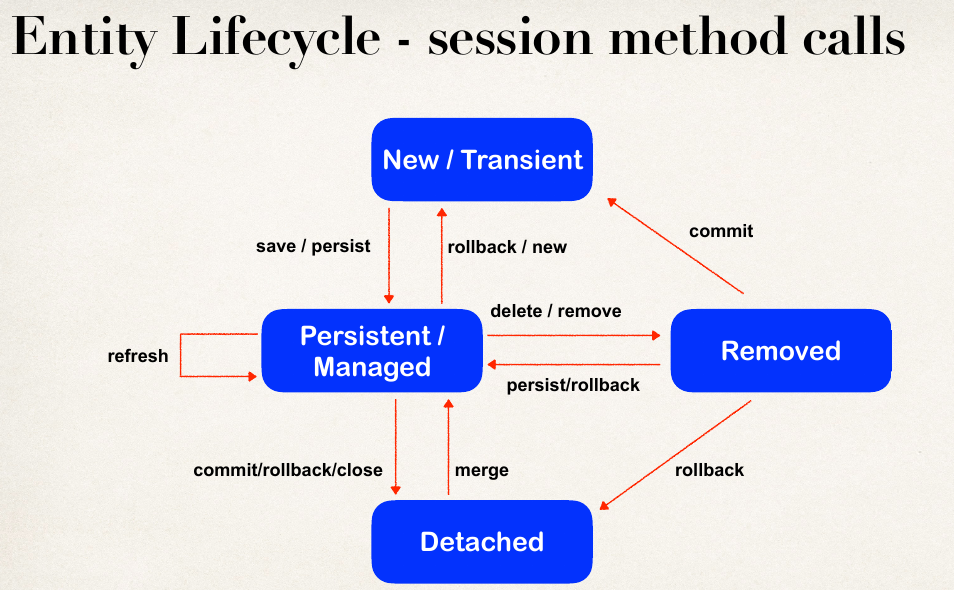 Entity Lifecycle - session method calls
New / Transient
commit
save / persist
rollback / new
delete / remove
Persistent /
Managed
Removed
refresh
persist/rollback
commit/rollback/close
merge
rollback
Detached